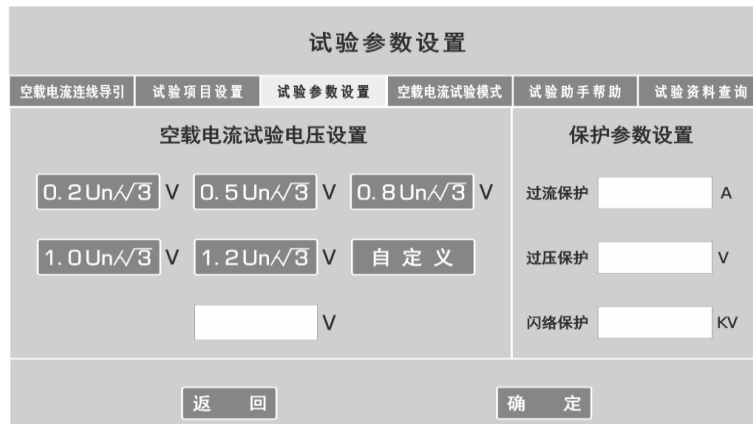 试验参数设置
空载电流连线导引 试验项目设置 试验参数设置 空载电流试验模式 试验助手帮助 试验资料查询
空载电流试验电压设置 保护参数设置
0.2Un/√3 V 0.5Un/√3 V 0.8Un/√3 V 过流保护 A
1.0Un/√3 V 1.2Un/√3 V 自定义 过压保护 V
V 闪络保护 KV
返 回 确 定